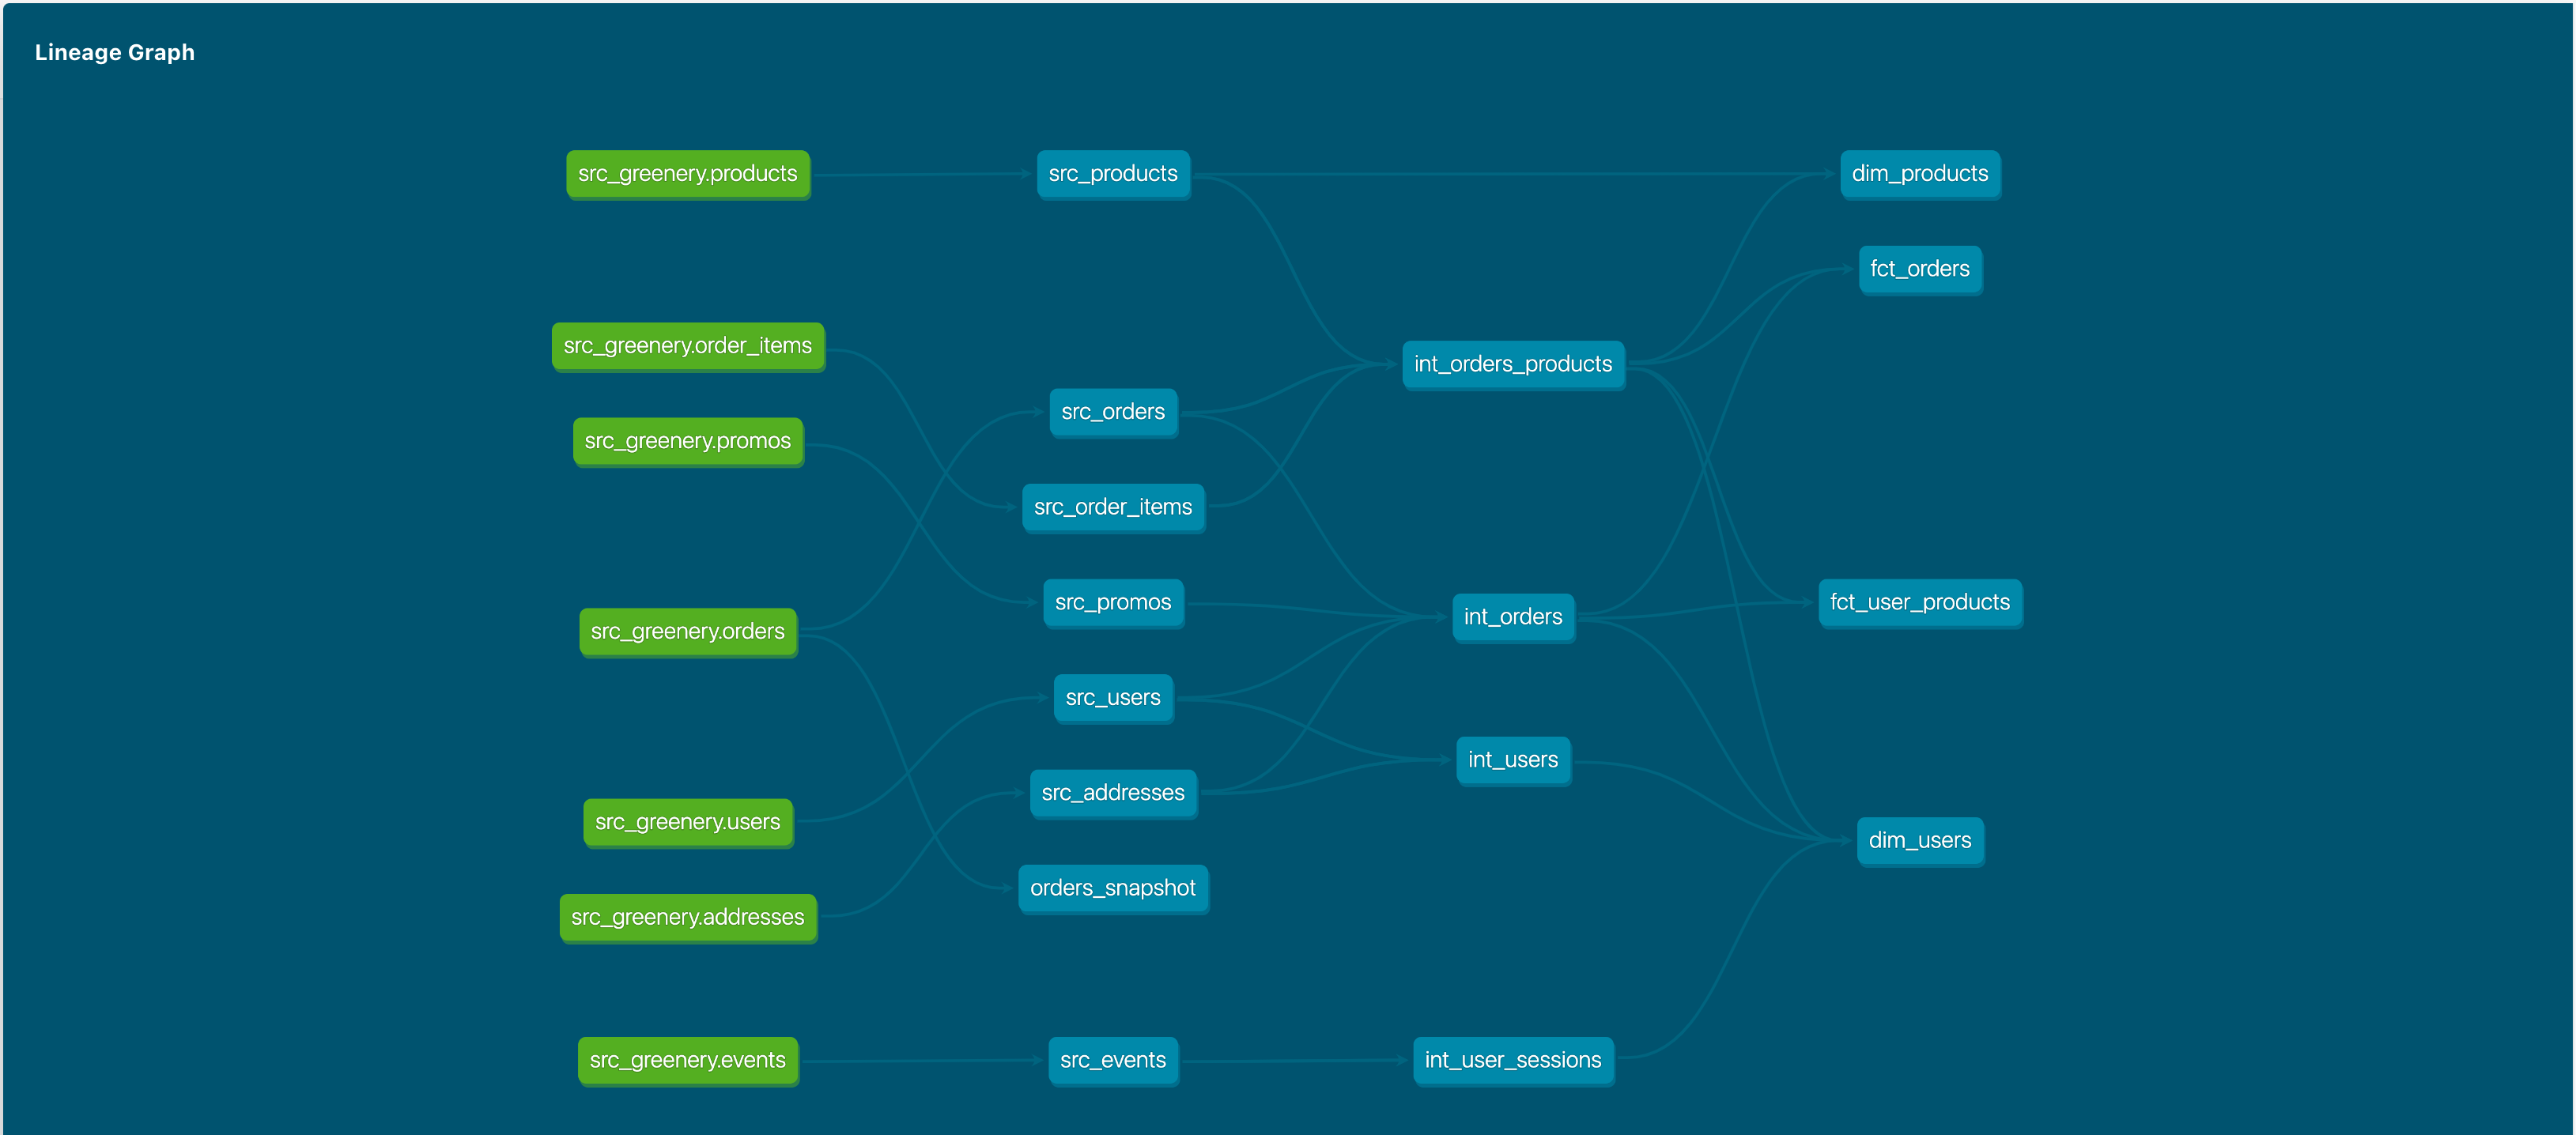 Lineage Graph
src_greenery.products
src_products
dim_products
fct_orders
src_greenery.order_items
int_orders_products
src_orders
src_greenery.promos
src_order_items
src_promos
fct_user_products
int_orders
src_greenery.orders
src_users
int_users
src_addresses
src_greenery.users
dim_users
orders_snapshot
src_greenery.addresses
src_greenery.events
src_events
int_user_sessions